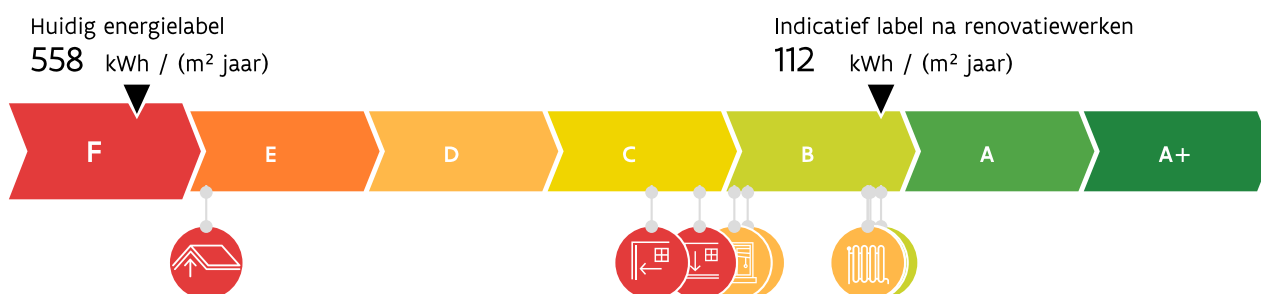 Huidig energielabel
558 kWh / (m² jaar)
Indicatief label na renovatiewerken
112 kWh / (m² jaar)
F
E
D
C
B
A
A+